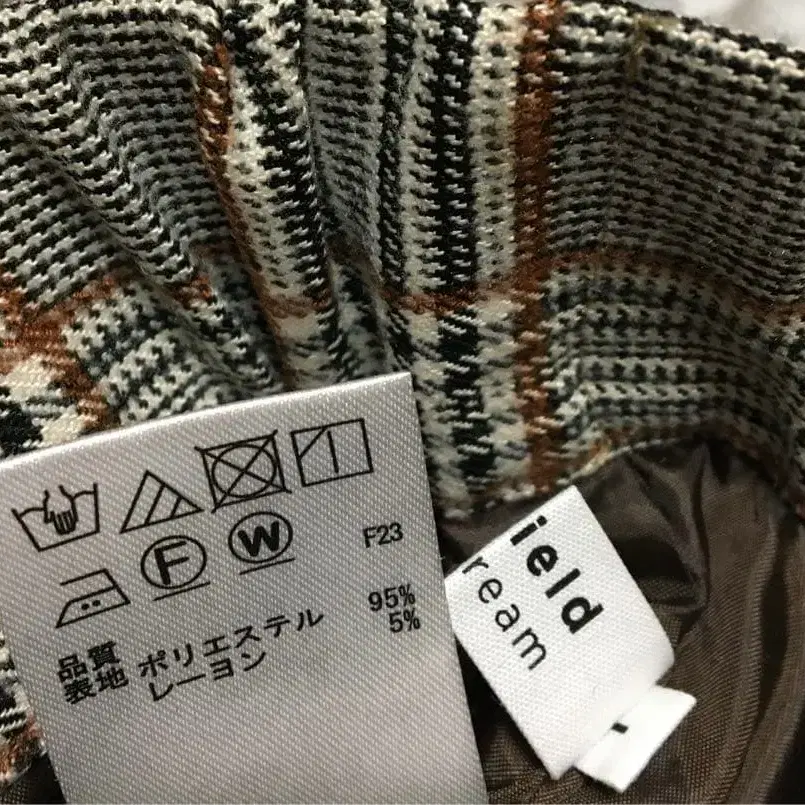 F W F23
品質
表地 ポリエステル 95%
レーヨン 5%
ield
ream